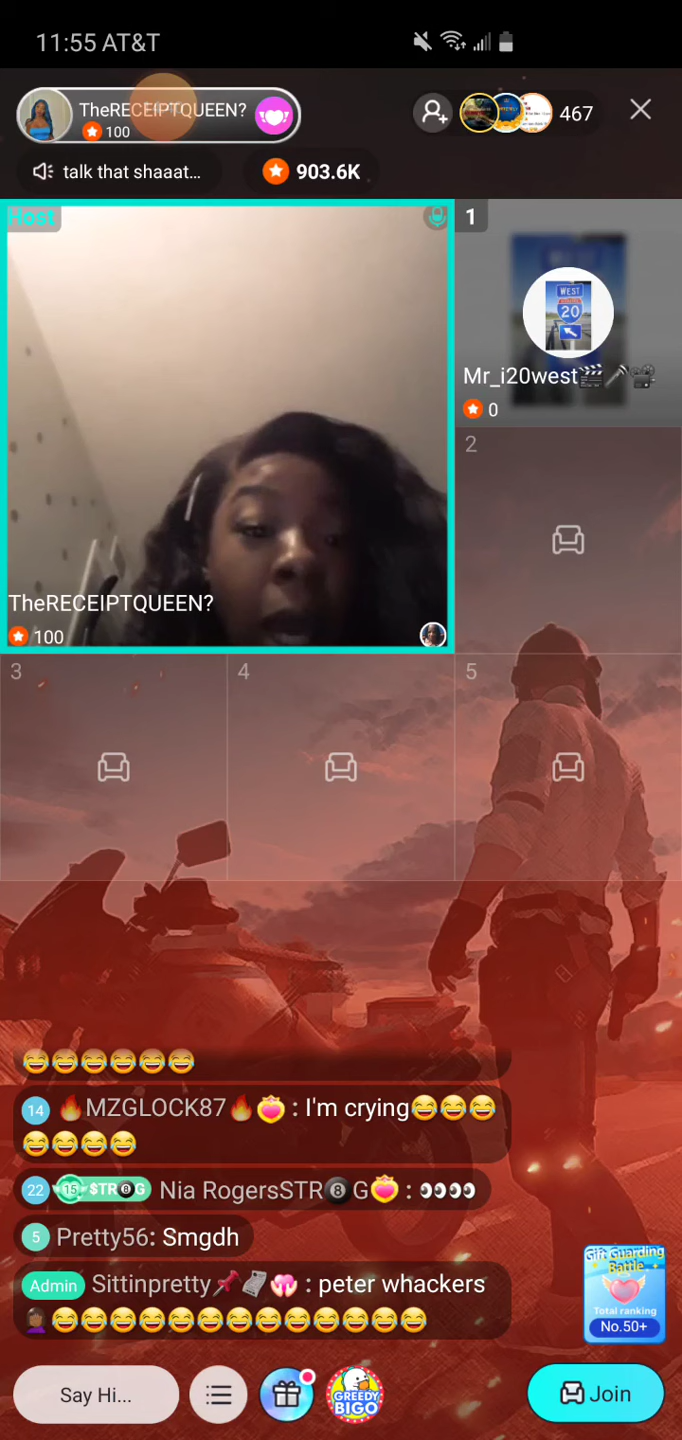 11:55 AT&T
TheRECEIPTQUEEN?
100
467
talk that shaaat...
903.6K
Host
1
WEST
20
Mr_i20west🎬🎤📽
0
2
TheRECEIPTQUEEN?
100
3
4
5
😂😂😂😂😂😂
14 🔥MZGLOCK87🔥 : I'm crying😂😂😂
😂😂😂😂
22 15 $TR🎱G Nia RogersSTR🎱G : 👀👀
5 Pretty56: Smgdh
Admin Sittinpretty📌 : peter whackers
🤦🏾‍♀️😂😂😂😂😂😂😂😂😂😂😂😂😂
Gift Guarding
Battle
Total ranking
No.50+
Say Hi...
GREEDY
BIGO
Join